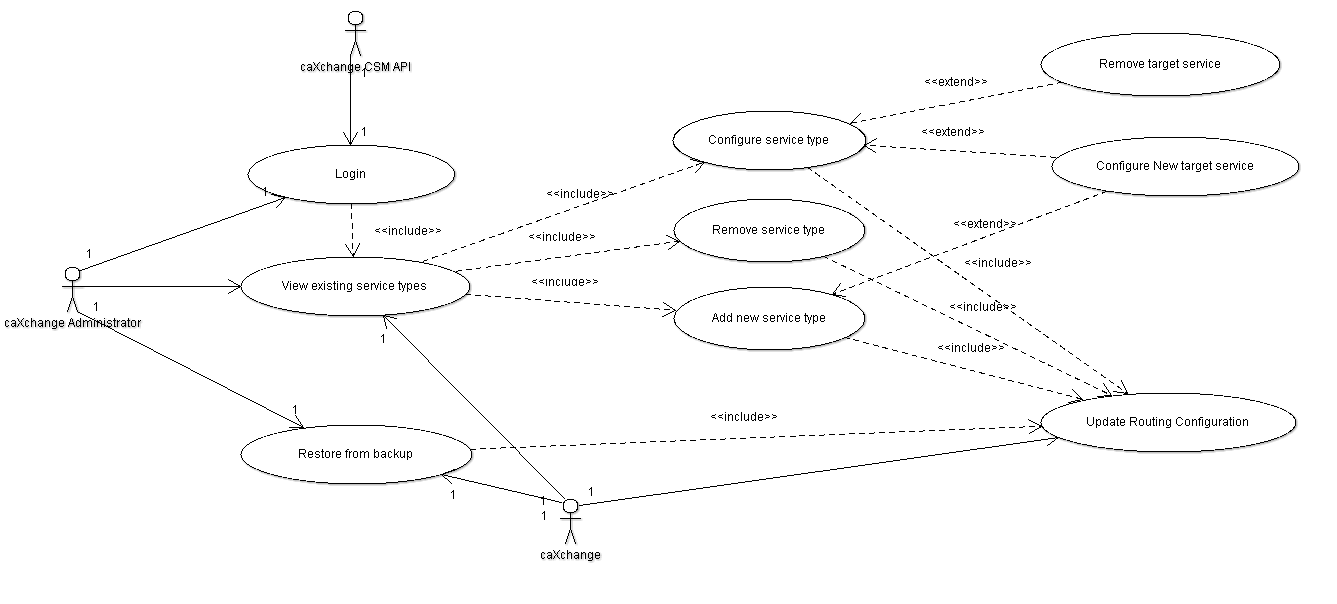 caXchange CSM API
1
1
Remove target service
<<extend>>
<<extend>>
Configure service type
Configure New target service
Login
1
<<include>>
<<include>>
<<include>>
Remove service type
<<extend>>
1
<<include>>
View existing service types
<<include>>
1
<<include>>
Add new service type
caXchange Administrator
1
<<include>>
1
<<include>>
Update Routing Configuration
Restore from backup
1
1
1
1
caXchange